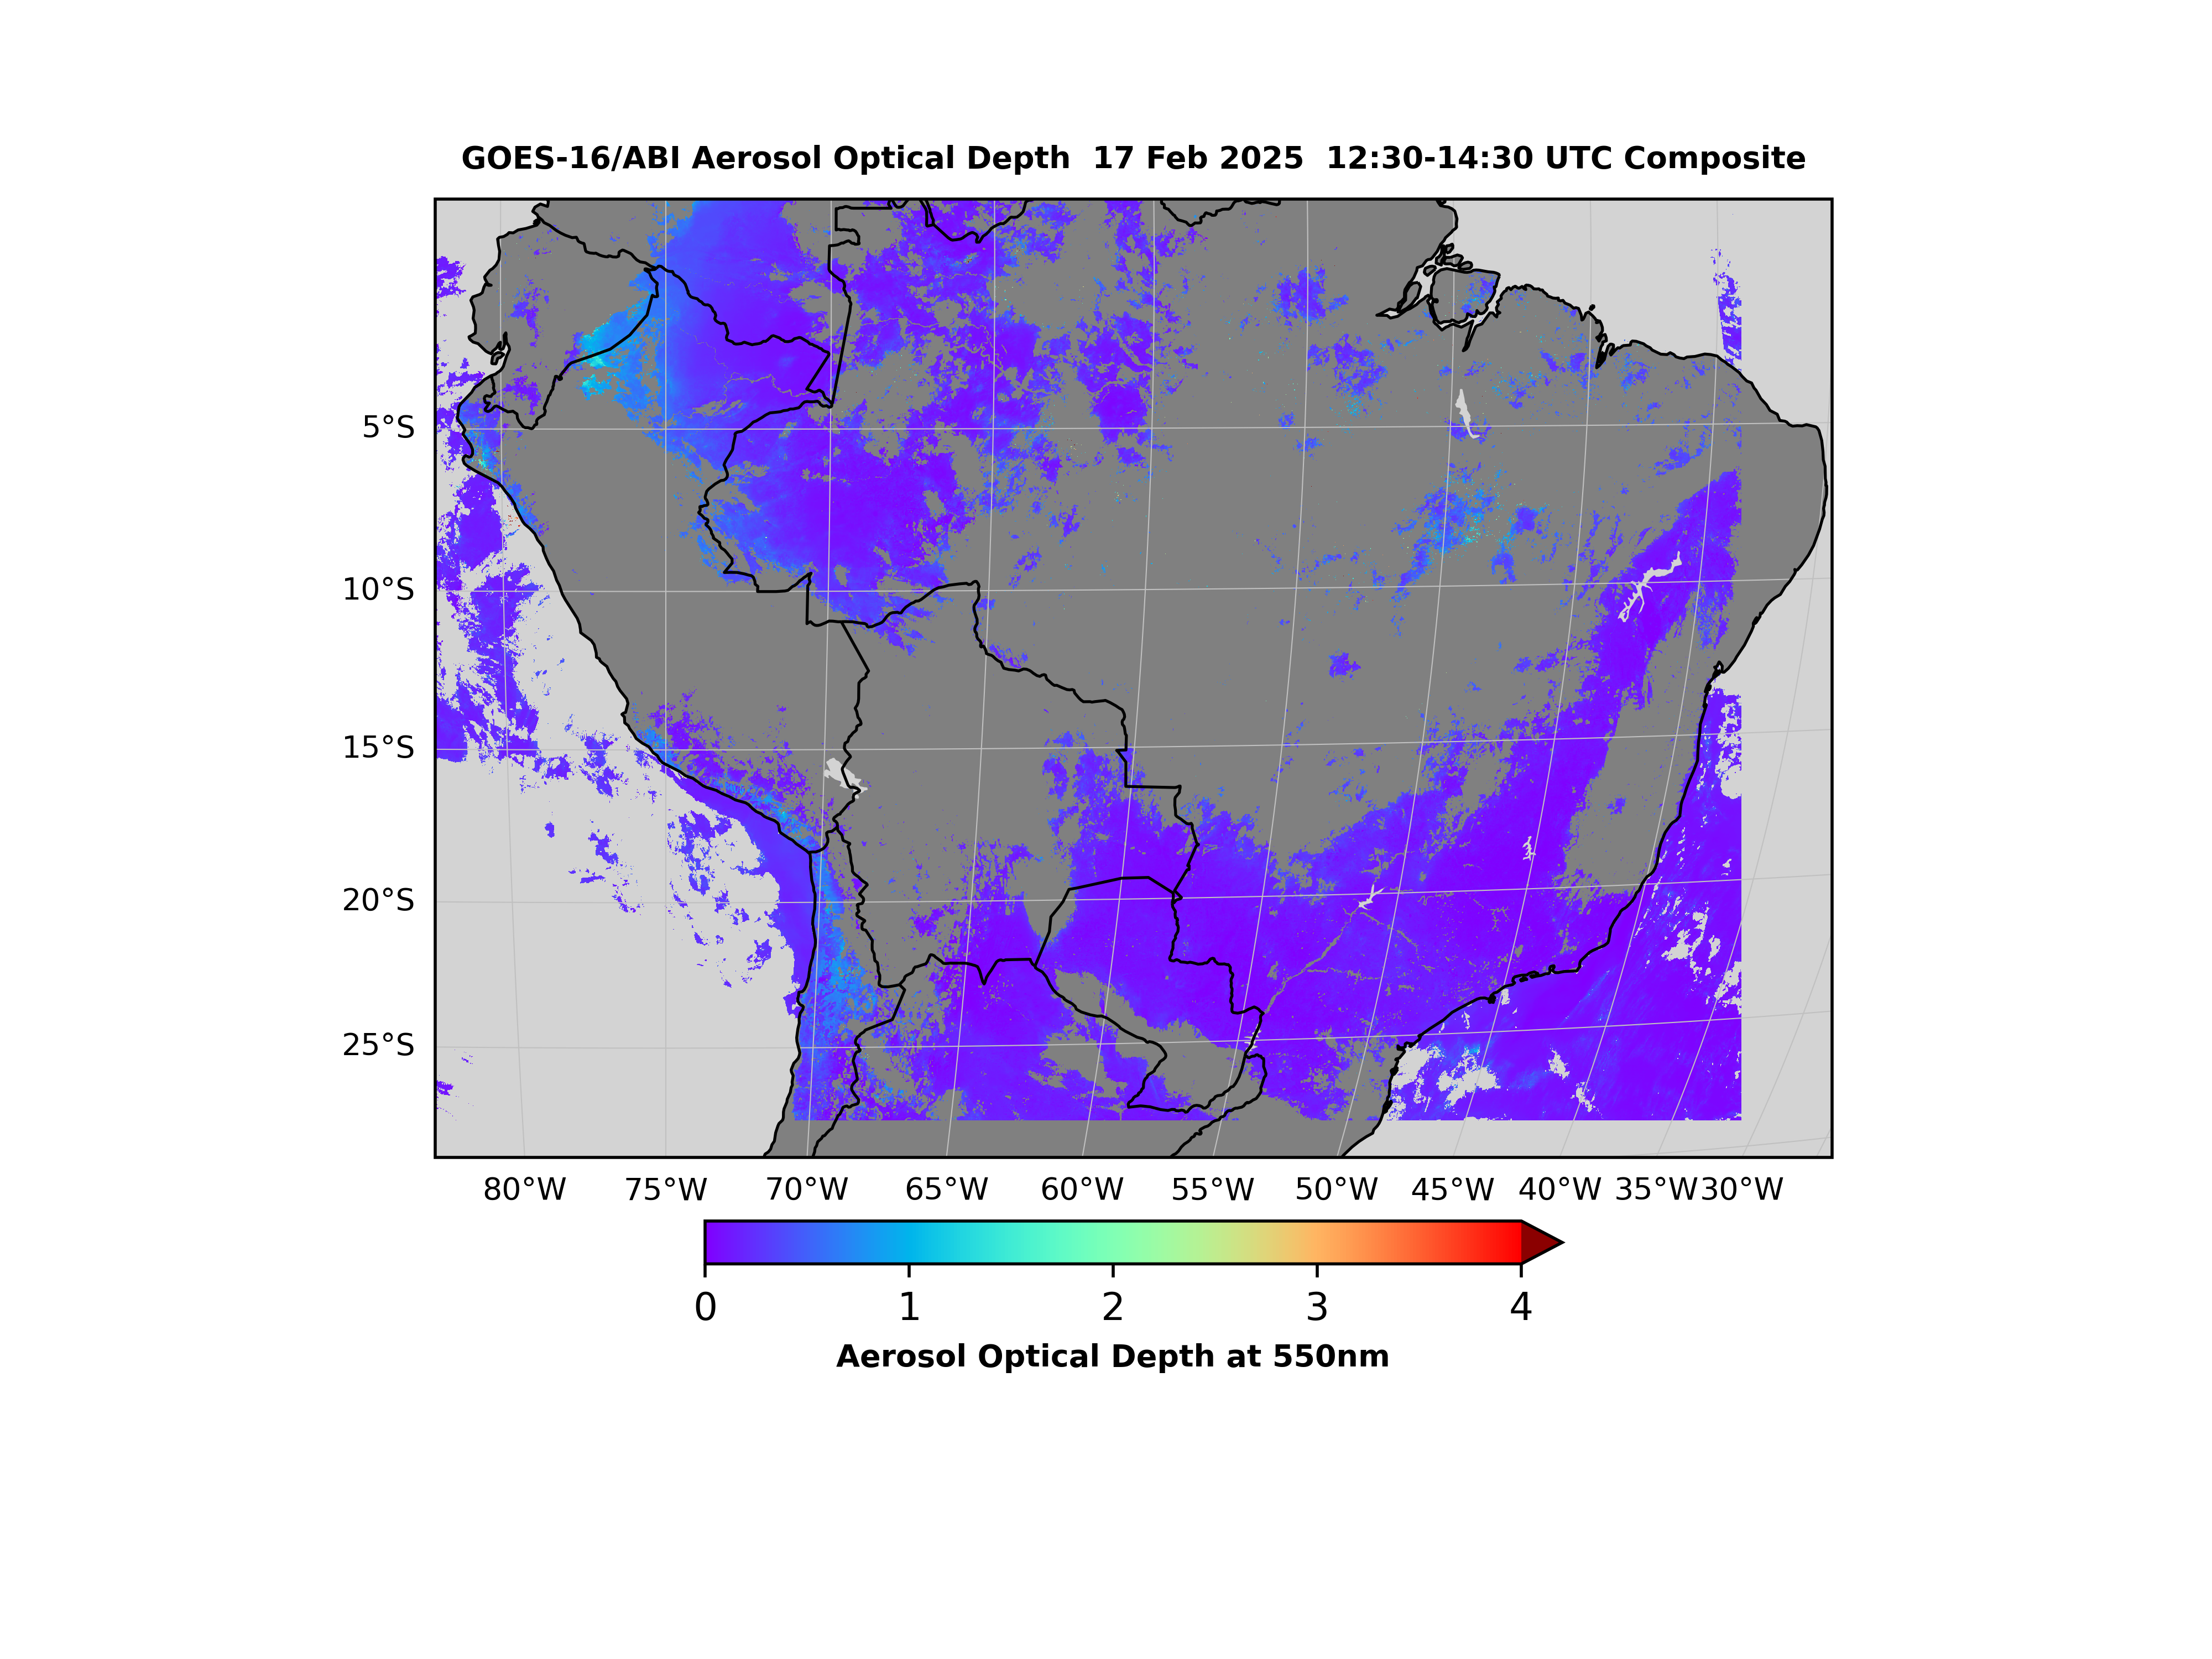 GOES-16/ABI Aerosol Optical Depth  17 Feb 2025  12:30-14:30 UTC Composite
5°S
10°S
15°S
20°S
25°S
80°W 75°W 70°W 65°W 60°W 55°W 50°W 45°W 40°W 35°W 30°W
0 1 2 3 4
Aerosol Optical Depth at 550nm